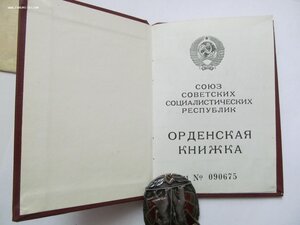 СОЮЗ
СОВЕТСКИХ
СОЦИАЛИСТИЧЕСКИХ
РЕСПУБЛИК
ОРДЕНСКАЯ
КНИЖКА
№ 090675